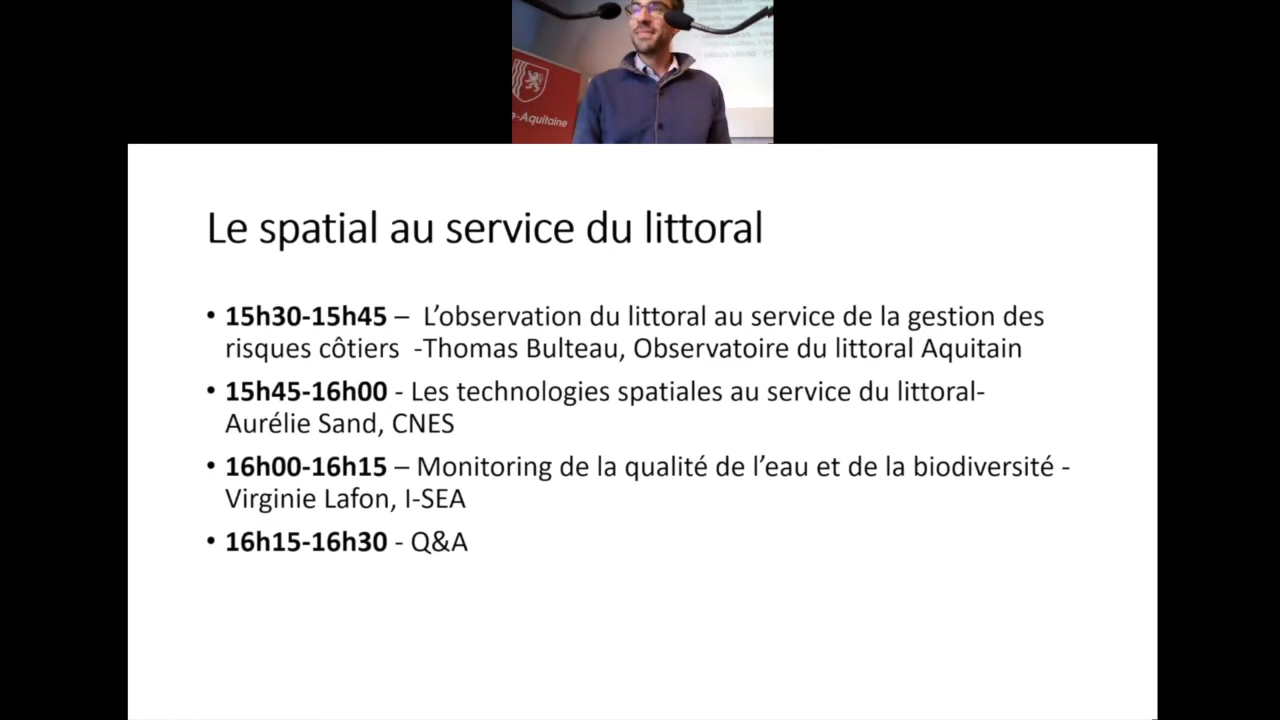 e-Aquitaine
Le spatial au service du littoral
• 15h30-15h45 –  L’observation du littoral au service de la gestion des
risques côtiers  -Thomas Bulteau, Observatoire du littoral Aquitain
• 15h45-16h00 - Les technologies spatiales au service du littoral-
Aurélie Sand, CNES
• 16h00-16h15 – Monitoring de la qualité de l’eau et de la biodiversité -
Virginie Lafon, I-SEA
• 16h15-16h30 - Q&A